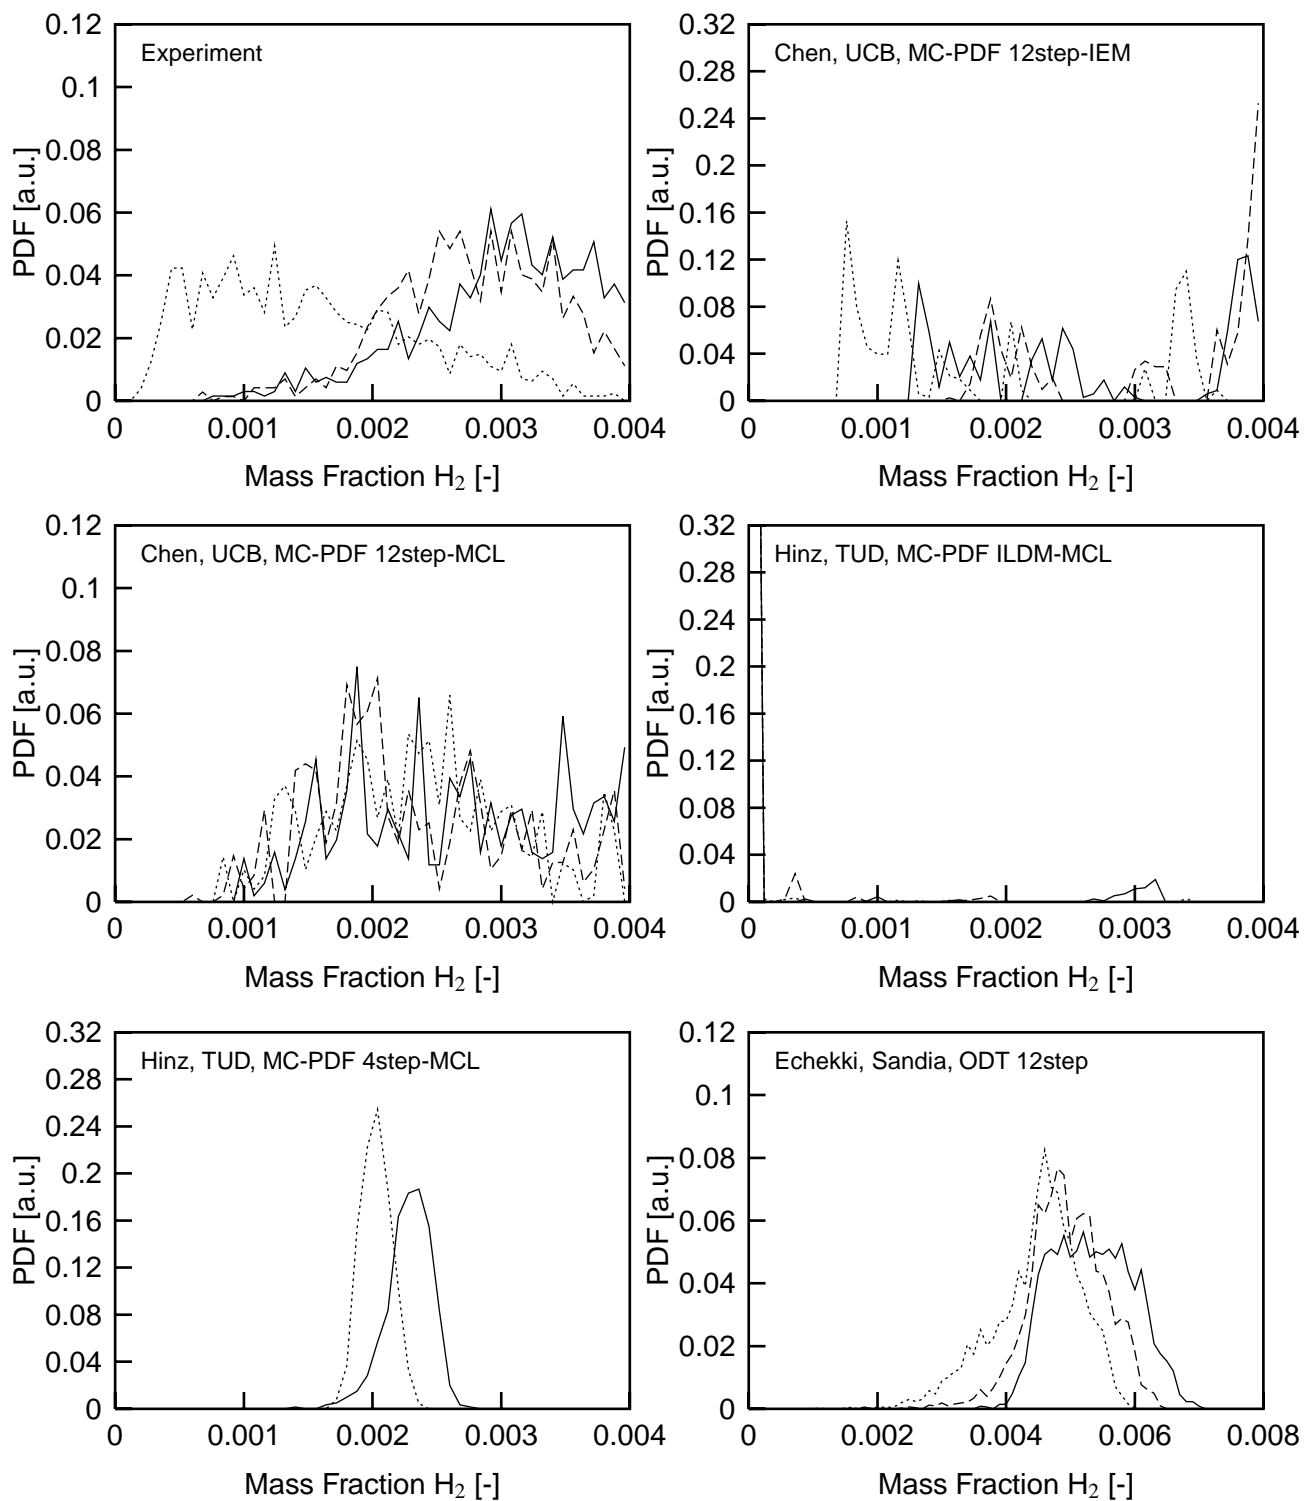 0.12
0.1
0.08
0.06
0.04
0.02
0
PDF [a.u.]
Experiment
0 0.001 0.002 0.003 0.004
Mass Fraction H₂ [-]
0.32
0.28
0.24
0.2
0.16
0.12
0.08
0.04
0
PDF [a.u.]
Chen, UCB, MC-PDF 12step-IEM
0 0.001 0.002 0.003 0.004
Mass Fraction H₂ [-]
0.12
0.1
0.08
0.06
0.04
0.02
0
PDF [a.u.]
Chen, UCB, MC-PDF 12step-MCL
0 0.001 0.002 0.003 0.004
Mass Fraction H₂ [-]
0.32
0.28
0.24
0.2
0.16
0.12
0.08
0.04
0
PDF [a.u.]
Hinz, TUD, MC-PDF ILDM-MCL
0 0.001 0.002 0.003 0.004
Mass Fraction H₂ [-]
0.32
0.28
0.24
0.2
0.16
0.12
0.08
0.04
0
PDF [a.u.]
Hinz, TUD, MC-PDF 4step-MCL
0 0.001 0.002 0.003 0.004
Mass Fraction H₂ [-]
0.12
0.1
0.08
0.06
0.04
0.02
0
PDF [a.u.]
Echekki, Sandia, ODT 12step
0 0.002 0.004 0.006 0.008
Mass Fraction H₂ [-]